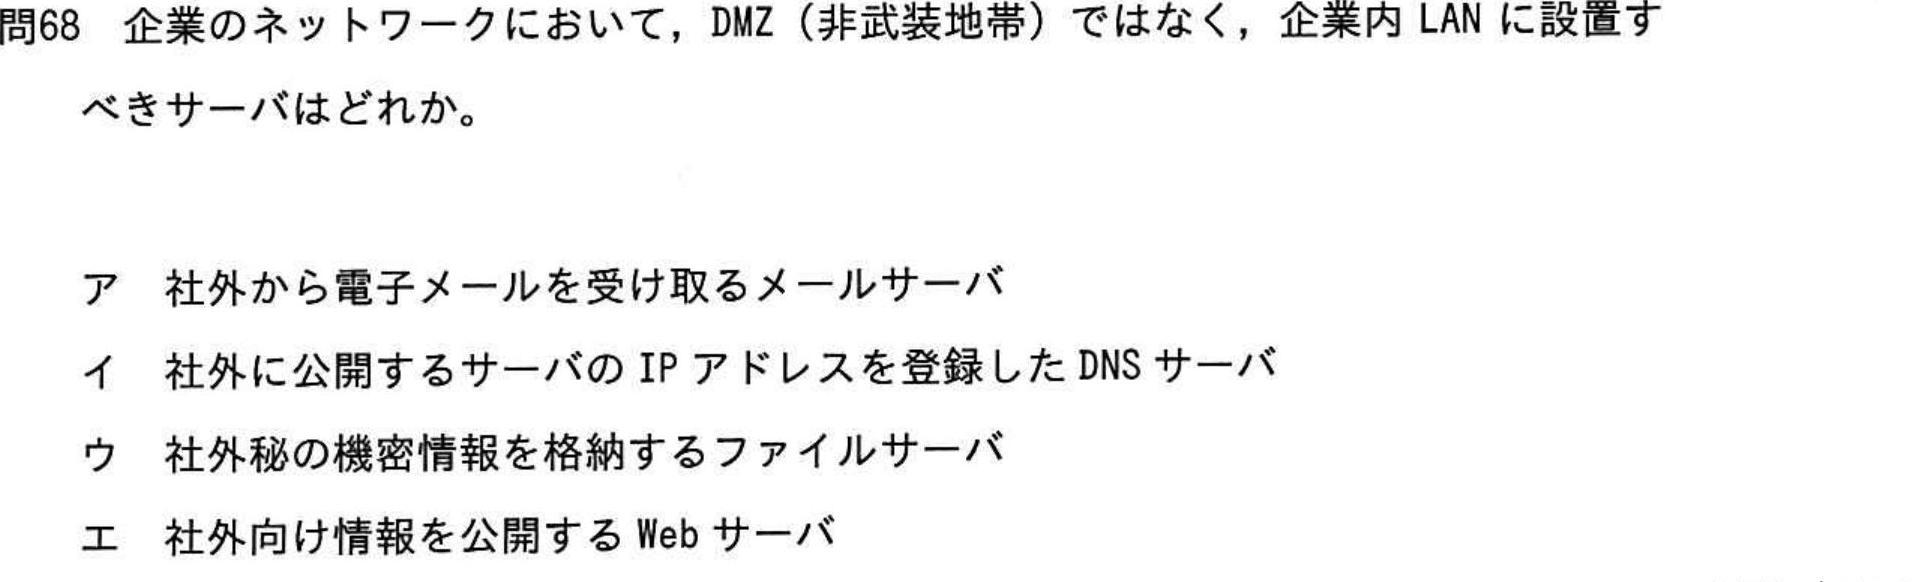 問68　企業のネットワークにおいて，DMZ（非武装地帯）ではなく，企業内 LAN に設置す
べきサーバはどれか。
ア　社外から電子メールを受け取るメールサーバ
イ　社外に公開するサーバの IP アドレスを登録した DNS サーバ
ウ　社外秘の機密情報を格納するファイルサーバ
エ　社外向け情報を公開する Web サーバ